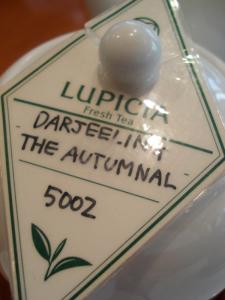 LUPICIA
Fresh Tea
DARJEELING
THE AUTUMNAL
5002